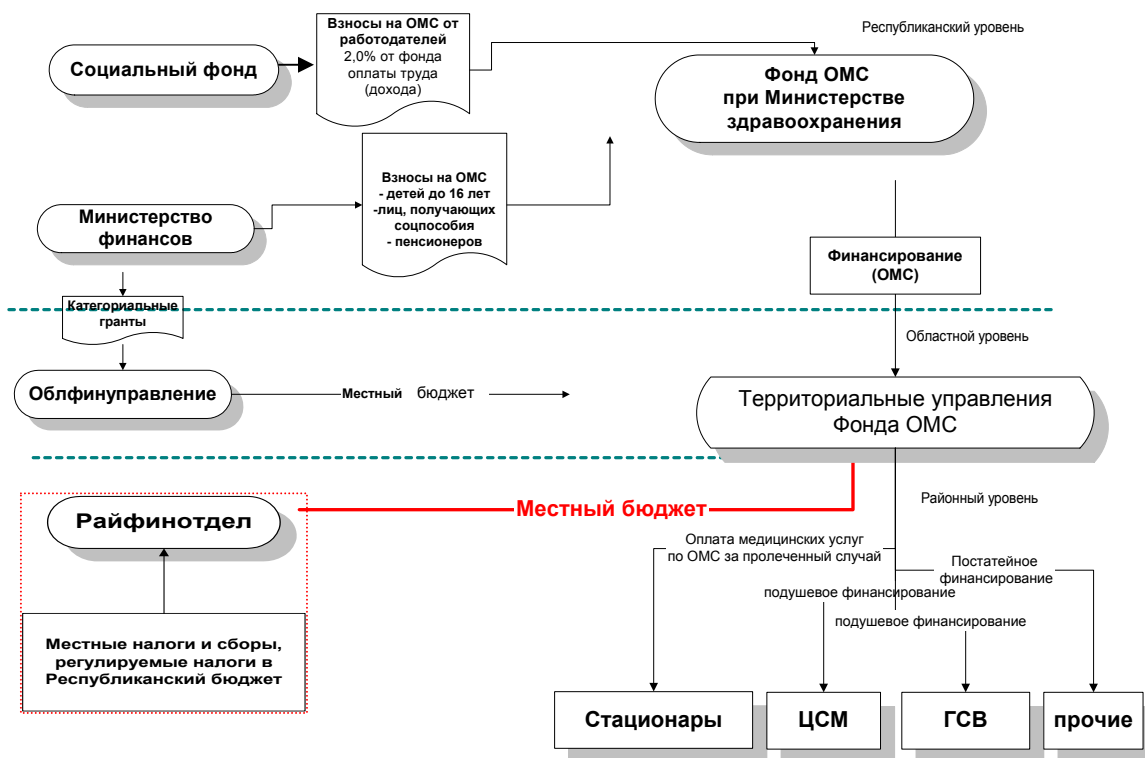 Взносы на ОМС от
работодателей
2,0% от фонда
оплаты труда
(дохода)
Республиканский уровень
Социальный фонд
Фонд ОМС
при Министерстве
здравоохранения
Взносы на ОМС
- детей до 16 лет
-лиц, получающих
соцпособия
- пенсионеров
Министерство
финансов
Финансирование
(ОМС)
Категориальные
гранты
Областной уровень
Облфинуправление
Местный бюджет
Территориальные управления
Фонда ОМС
Районный уровень
Местный бюджет
Райфинотдел
Оплата медицинских услуг
по ОМС за пролеченный случай
Постатейное
финансирование
подушевое финансирование
подушевое финансирование
Местные налоги и сборы,
регулируемые налоги в
Республиканский бюджет
Стационары
ЦСМ
ГСВ
прочие